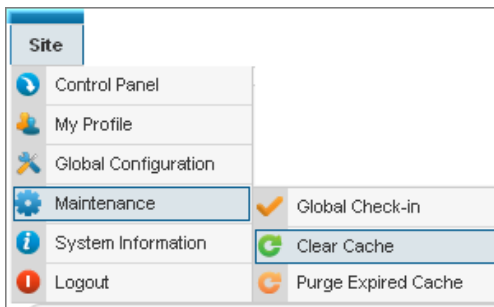 Site
Control Panel
My Profile
Global Configuration
Maintenance
Global Check-in
System Information
Clear Cache
Logout
Purge Expired Cache